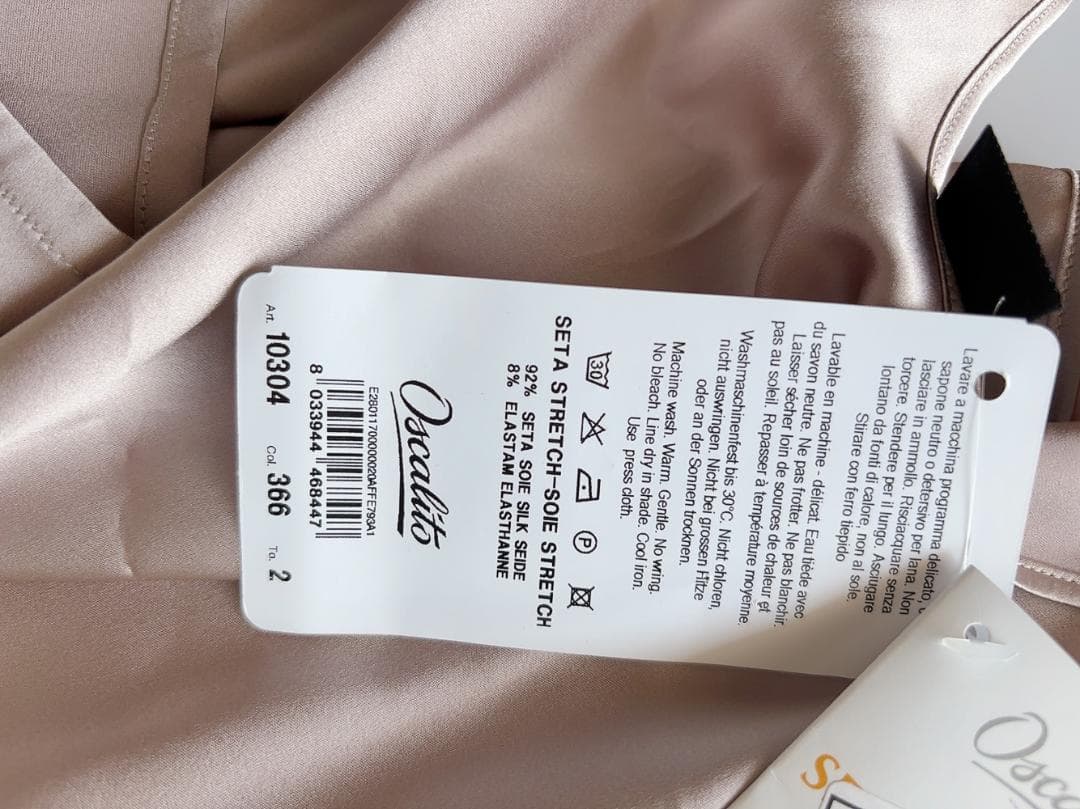 Lavare a macchina programma delicato,
sapone neutro o detersivo per lana. Non
lasciare in ammollo. Risciacquare senza
torcere. Stendere per il lungo. Asciugare
lontano da fonti di calore, non al sole.
Stirare con ferro tiepido
Lavable en machine - délicat. Eau tiède avec
du savon neutre. Ne pas frotter. Ne pas blanchir.
Laisser sécher loin de sources de chaleur et
pas au soleil. Repasser à température moyenne.
Washmaschinenfest bis 30°C. Nicht chloren,
nicht auswringen. Nicht bei grossen Hitze
oder an der Sonnen trocknen.
Machine wash. Warm. Gentle. No wring.
No bleach. Line dry in shade. Cool iron.
Use press cloth.
30 P
SETA STRETCH-SOIE STRETCH
92% SETA SOIE SILK SEIDE
8% ELASTAM ELASTHANNE
Oscalito
E28011700000020AFFE793A1
8 033944 468447
Art. 10304 Col. 366 Ta. 2